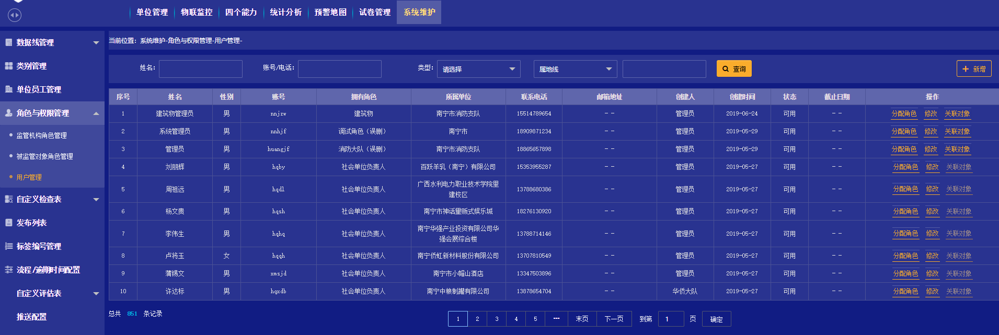 单位管理 物联监控 四个能力 统计分析 预警地图 试卷管理 系统维护
数据线管理
类别管理
单位员工管理
角色与权限管理
监管机构角色管理
被监管对象角色管理
用户管理
自定义检查表
发布列表
标签编号管理
流程/逾期时间配置
自定义评估表
推送配置
当前位置：系统维护-角色与权限管理-用户管理-
姓名： 账号/电话： 类型： 请选择 属地线 查询 + 新增
序号 姓名 性别 账号 拥有角色 所属单位 联系电话 邮箱地址 创建人 创建时间 状态 截止日期 操作
1 建筑物管理员 男 nnjzw 建筑物 南宁市消防支队 15514789654 -- 管理员 2019-06-24 可用 -- 分配角色 修改 关联对象
2 系统管理员 男 nnhjf 调试角色（误删） 南宁市 18909871234 -- 管理员 2019-05-29 可用 -- 分配角色 修改 关联对象
3 管理员 男 huangjf 消防大队（误删） 南宁市消防支队 18865657898 -- 管理员 2019-05-29 可用 -- 分配角色 修改 关联对象
4 刘朋辉 男 hqby 社会单位负责人 百跃羊乳（南宁）有限公司 15353955287 -- 管理员 2019-05-27 可用 -- 分配角色 修改 关联对象
5 周祖远 男 hqdl 社会单位负责人 广西水利电力职业技术学院里
建校区 13788680386 -- 管理员 2019-05-27 可用 -- 分配角色 修改 关联对象
6 杨文贵 男 hqsh 社会单位负责人 南宁市神话量贩式娱乐城 18276130920 -- 管理员 2019-05-27 可用 -- 分配角色 修改 关联对象
7 李伟生 男 hqhq 社会单位负责人 南宁华强产业投资有限公司华
强会展综合楼 13788714146 -- 管理员 2019-05-27 可用 -- 分配角色 修改 关联对象
8 卢将玉 女 hqqh 社会单位负责人 南宁侨虹新材料股份有限公司 13707810549 -- 管理员 2019-05-27 可用 -- 分配角色 修改 关联对象
9 蒲锡文 男 xmsjd 社会单位负责人 南宁市小帽山酒店 13347503896 -- 管理员 2019-05-27 可用 -- 分配角色 修改 关联对象
10 许达标 男 hqxdb 社会单位负责人 南宁中粮制罐有限公司 13878654704 -- 华侨大队 2019-05-27 可用 -- 分配角色 修改 关联对象
总共 851 条记录
1 2 3 4 5 --- 末页 下一页 到第 1 页 确定